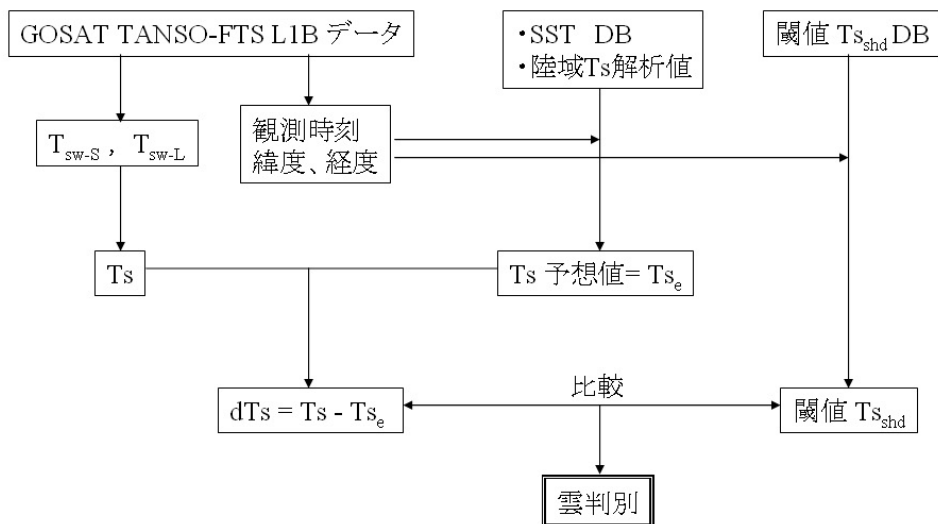 GOSAT TANSO-FTS L1B データ
・SST DB
・陸域Ts解析値
閾値 Tsshd DB
Tsw-S , Tsw-L
観測時刻
緯度、経度
Ts
Ts 予想値= Tse
比較
dTs = Ts - Tse
閾値 Tsshd
雲判別